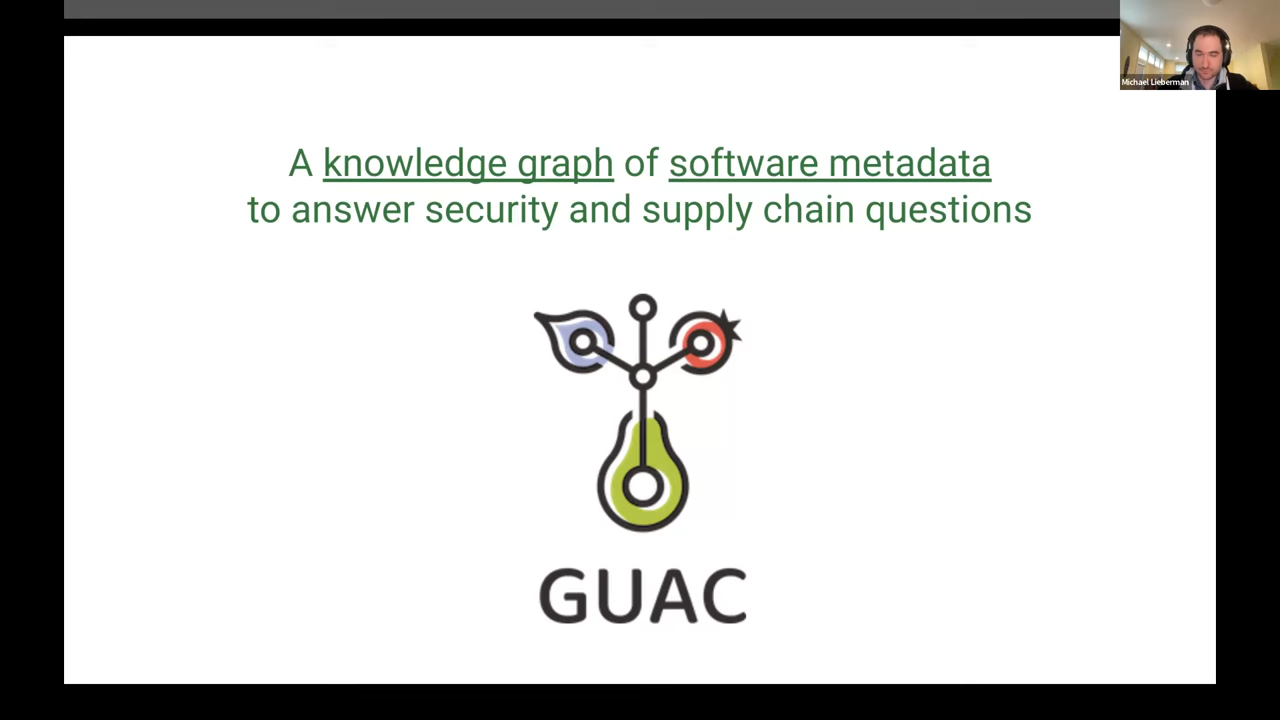 Michael Lieberman
A knowledge graph of software metadata
to answer security and supply chain questions
GUAC